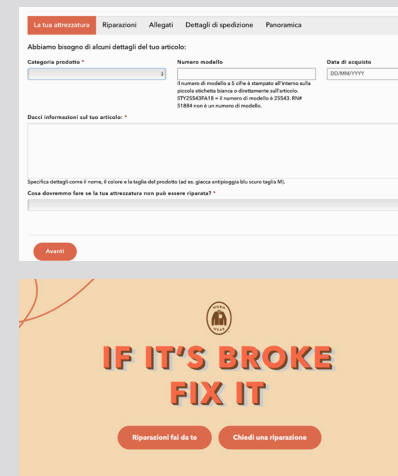 La tua attrezzatura Riparazioni Allegati Dettagli di spedizione Panoramica
Abbiamo bisogno di alcuni dettagli del tuo articolo:
Categoria prodotto * Numero modello Data di acquisto
DD/MM/YYYY
Il numero di modello a 5 cifre è stampato all'interno sulla
piccola etichetta bianca o direttamente sull'articolo.
STY25543FA18 = il numero di modello è 25543. RN#
51884 non è un numero di modello.
Dacci informazioni sul tuo articolo: *
Specifica dettagli come il nome, il colore e la taglia del prodotto (ad es. giacca antipioggia blu scuro taglia M).
Cosa dovremmo fare se la tua attrezzatura non può essere riparata? *
Avanti
WORN
WEAR
IF IT'S BROKE
FIX IT
Riparazioni fai da te Chiedi una riparazione